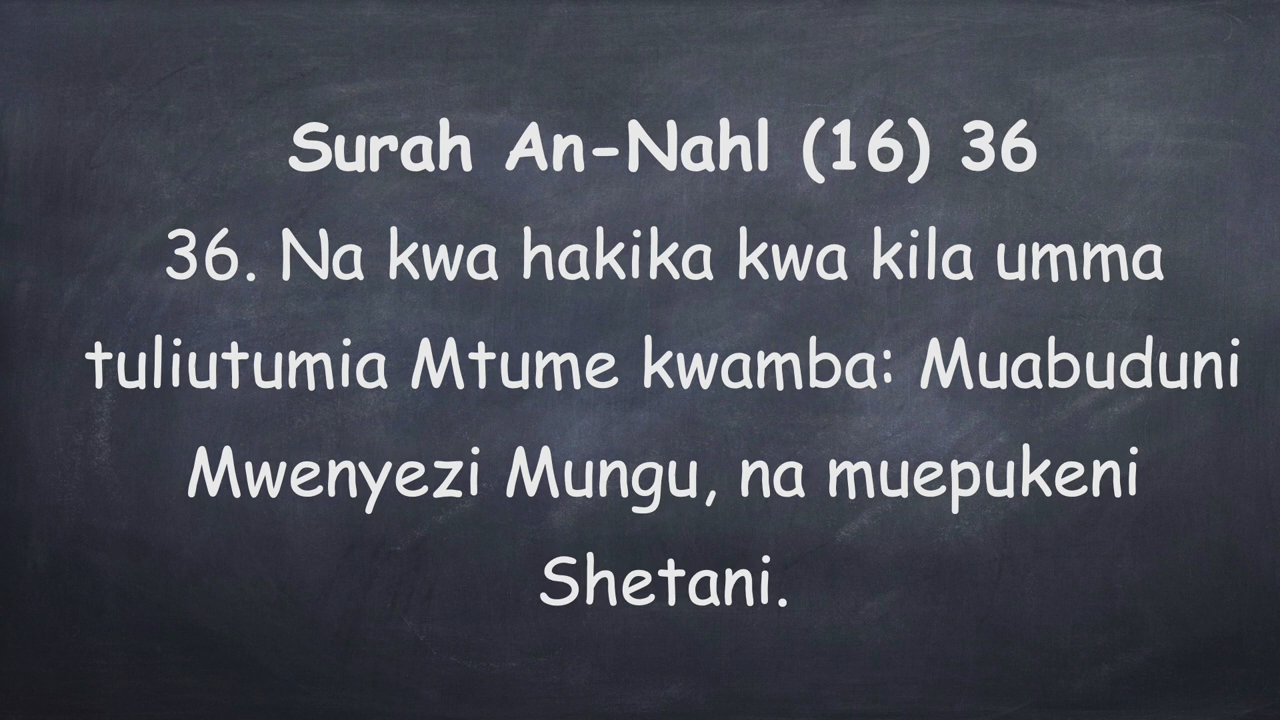 Surah An-Nahl (16) 36
36. Na kwa hakika kwa kila umma
tuliutumia Mtume kwamba: Muabuduni
Mwenyezi Mungu, na muepukeni
Shetani.